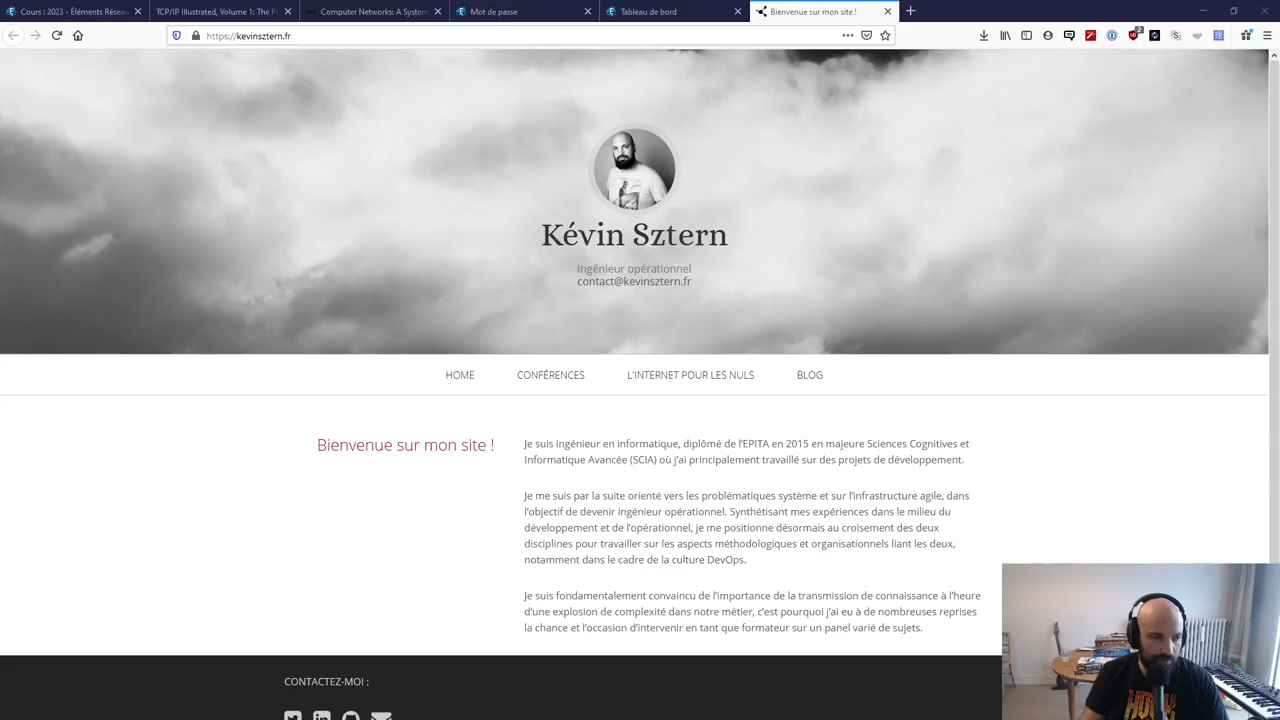 Cours : 2023 - Éléments Résea
TCP/IP Illustrated, Volume 1: The P
Computer Networks: A System
Mot de passe
Tableau de bord
Bienvenue sur mon site !
https://kevinsztern.fr
2
Kévin Sztern
Ingénieur opérationnel
contact@kevinsztern.fr
HOME
CONFÉRENCES
L'INTERNET POUR LES NULS
BLOG
Bienvenue sur mon site !
Je suis ingénieur en informatique, diplômé de l'EPITA en 2015 en majeure Sciences Cognitives et
Informatique Avancée (SCIA) où j'ai principalement travaillé sur des projets de développement.
Je me suis par la suite orienté vers les problématiques système et sur l'infrastructure agile, dans
l'objectif de devenir ingénieur opérationnel. Synthétisant mes expériences dans le milieu du
développement et de l'opérationnel, je me positionne désormais au croisement des deux
disciplines pour travailler sur les aspects méthodologiques et organisationnels liant les deux,
notamment dans le cadre de la culture DevOps.
Je suis fondamentalement convaincu de l'importance de la transmission de connaissance à l'heure
d'une explosion de complexité dans notre métier, c'est pourquoi j'ai eu à de nombreuses reprises
la chance et l'occasion d'intervenir en tant que formateur sur un panel varié de sujets.
CONTACTEZ-MOI :